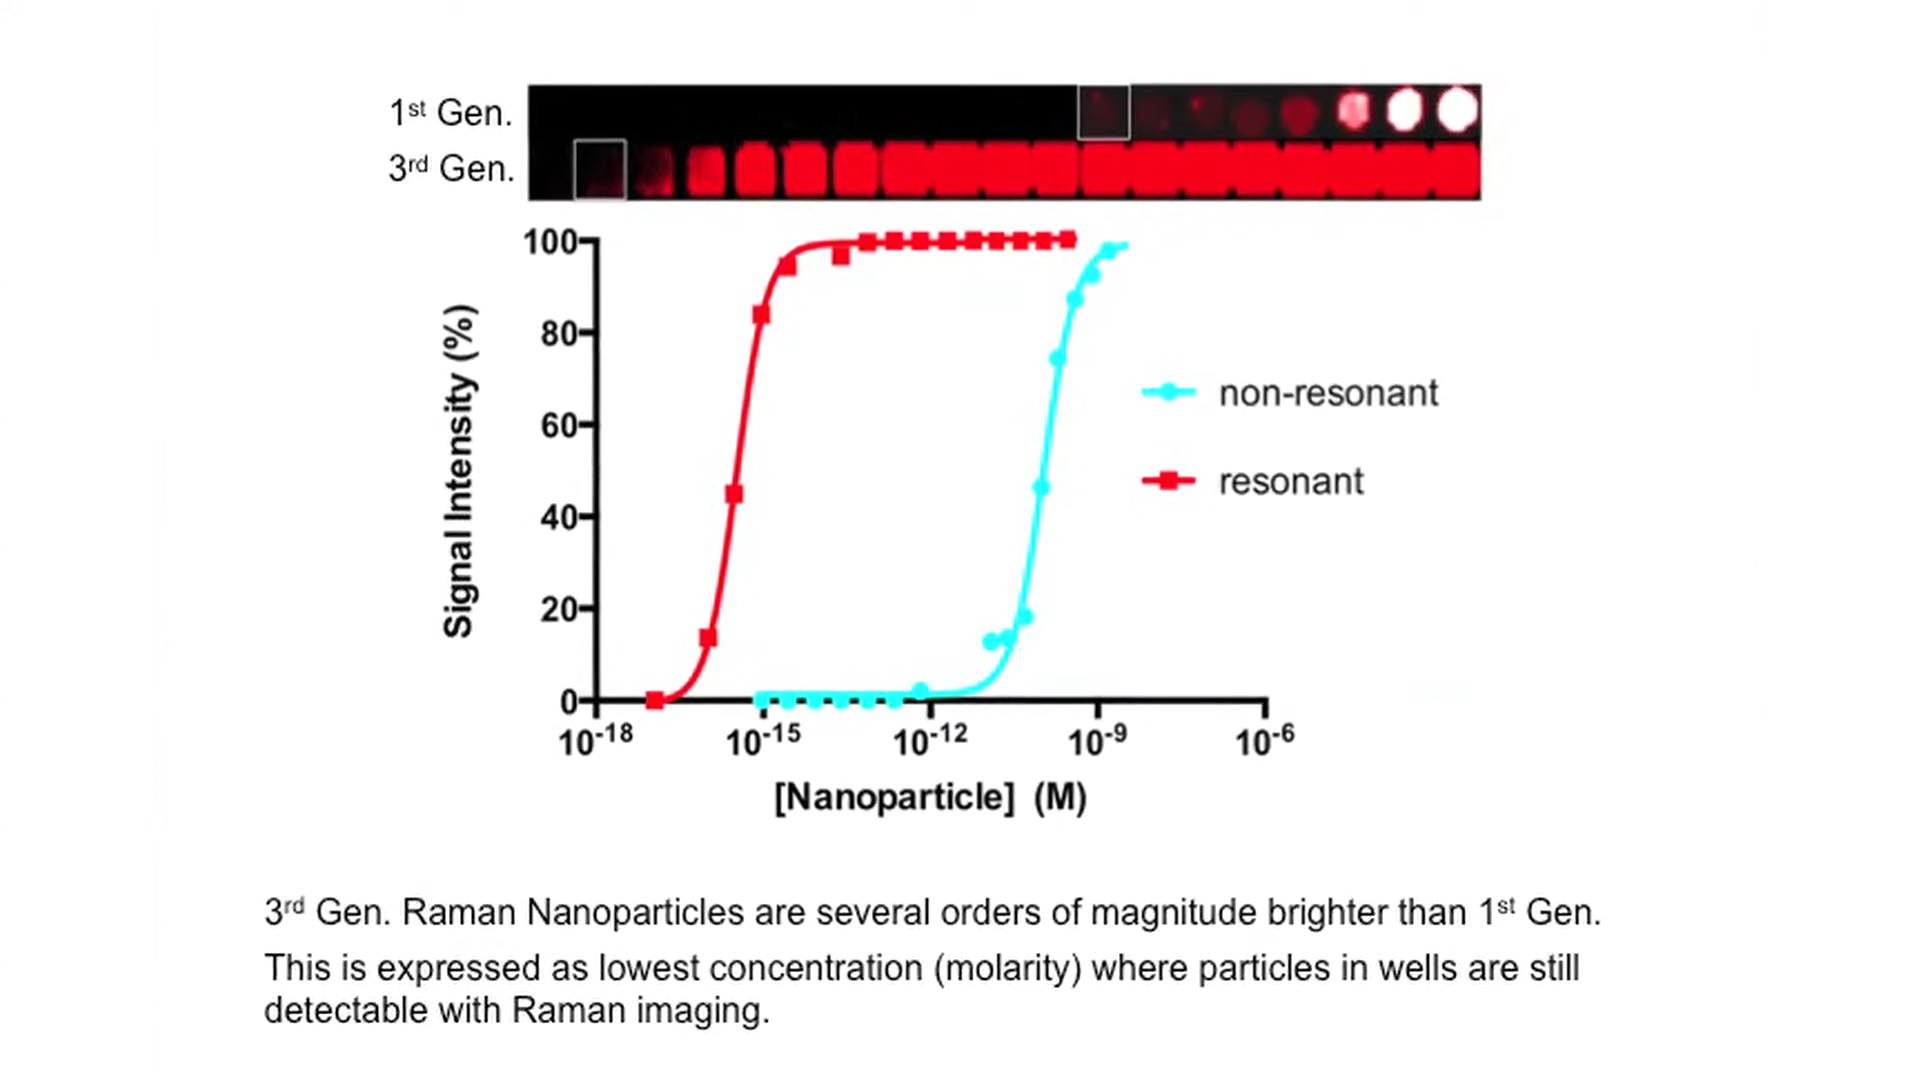 1st Gen.
3rd Gen.
100
80
60
40
20
0
Signal Intensity (%)
10-18 10-15 10-12 10-9 10-6
[Nanoparticle] (M)
non-resonant
resonant
3rd Gen. Raman Nanoparticles are several orders of magnitude brighter than 1st Gen.
This is expressed as lowest concentration (molarity) where particles in wells are still
detectable with Raman imaging.